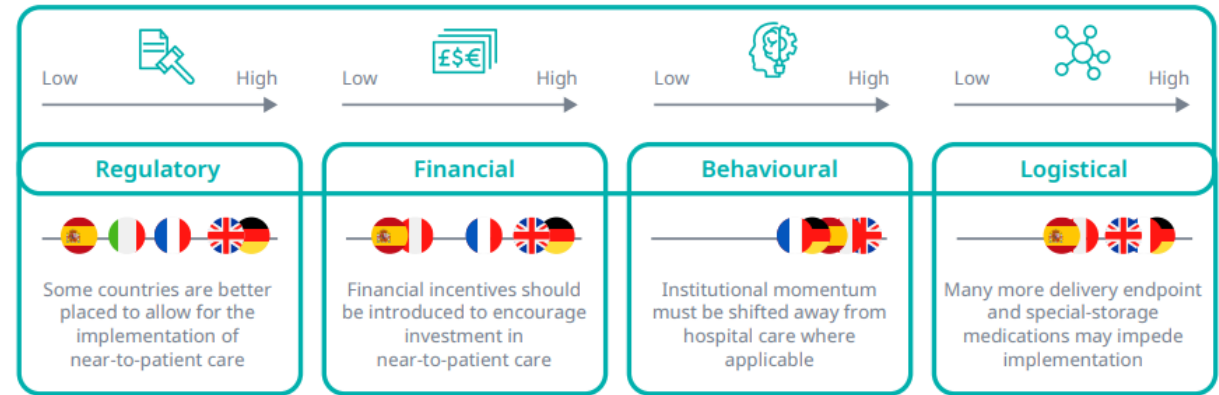 £$€
Low High
Low High
Low High
Low High
Regulatory
Financial
Behavioural
Logistical
Some countries are better
placed to allow for the
implementation of
near-to-patient care
Financial incentives should
be introduced to encourage
investment in
near-to-patient care
Institutional momentum
must be shifted away from
hospital care where
applicable
Many more delivery endpoint
and special-storage
medications may impede
implementation